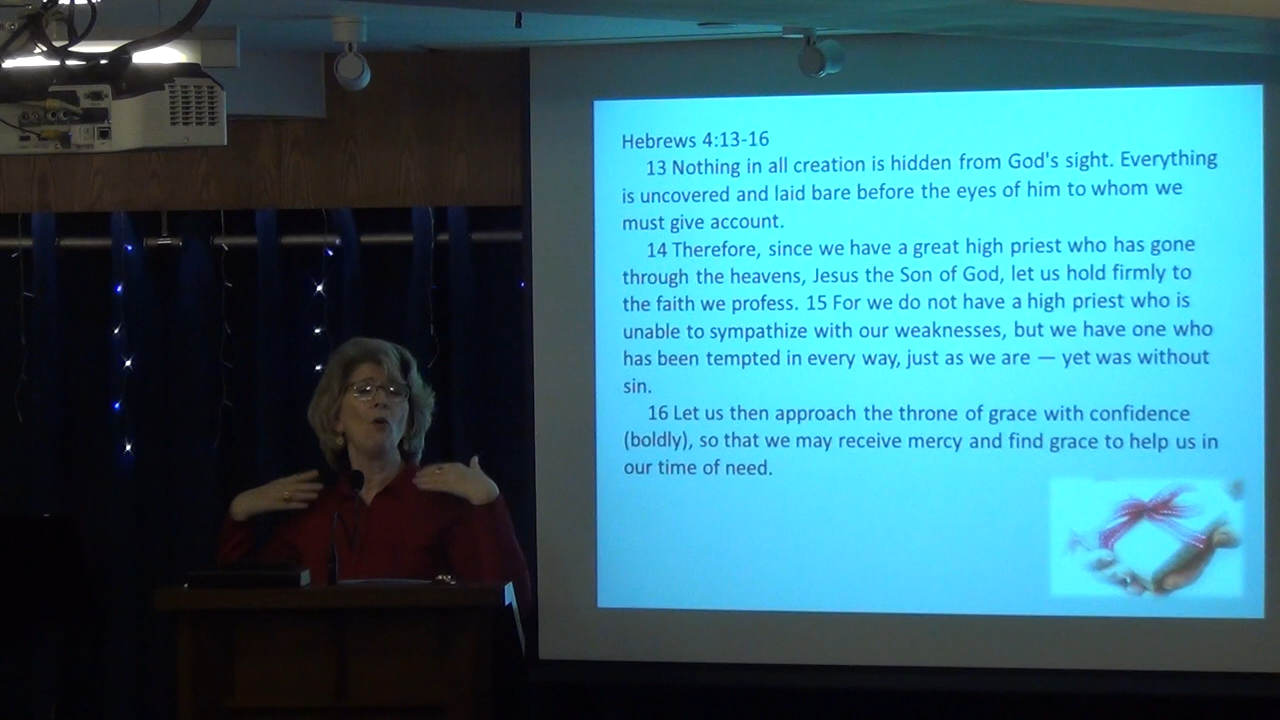 Hebrews 4:13-16
13 Nothing in all creation is hidden from God's sight. Everything
is uncovered and laid bare before the eyes of him to whom we
must give account.
14 Therefore, since we have a great high priest who has gone
through the heavens, Jesus the Son of God, let us hold firmly to
the faith we profess. 15 For we do not have a high priest who is
unable to sympathize with our weaknesses, but we have one who
has been tempted in every way, just as we are — yet was without
sin.
16 Let us then approach the throne of grace with confidence
(boldly), so that we may receive mercy and find grace to help us in
our time of need.